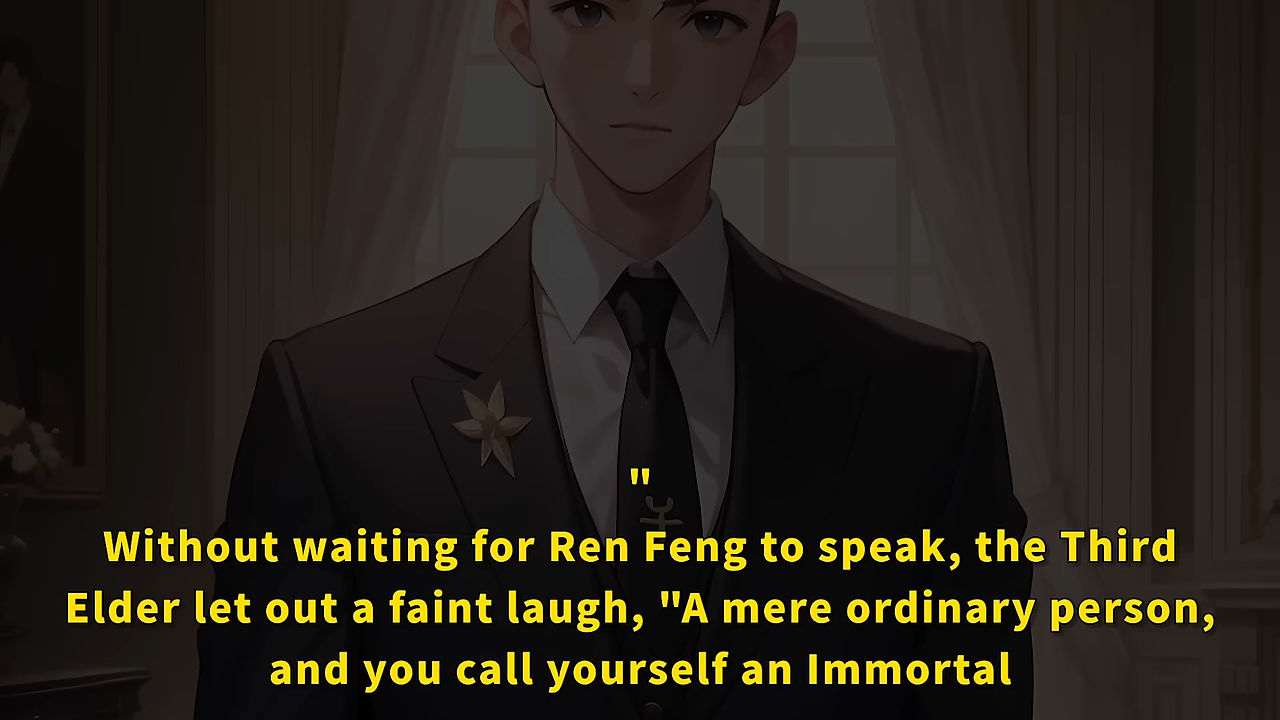 "
Without waiting for Ren Feng to speak, the Third
Elder let out a faint laugh, "A mere ordinary person,
and you call yourself an Immortal